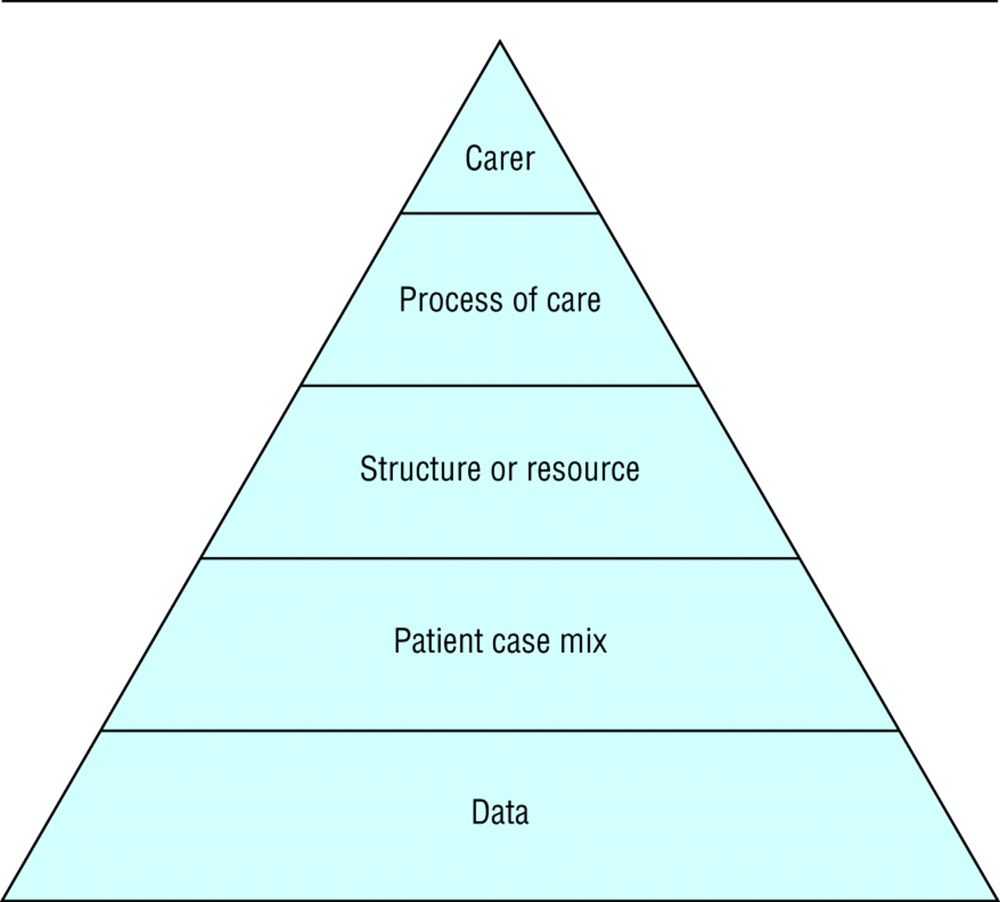 Carer
Process of care
Structure or resource
Patient case mix
Data